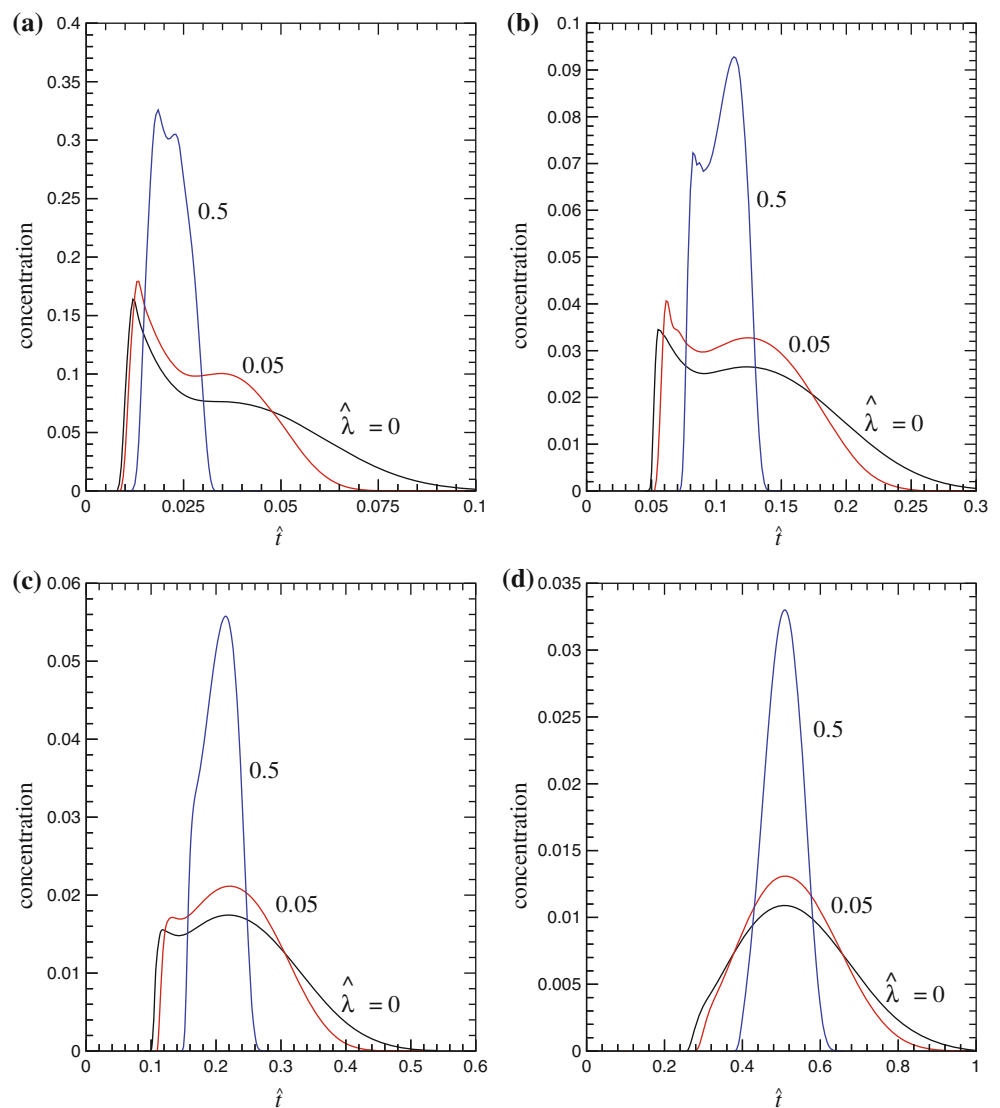 (a)
0.4
0.35
0.3
0.25
0.2
0.15
0.1
0.05
0
concentration
0.5
0.05
λ̂ = 0
0 0.025 0.05 0.075 0.1
t̂
(b)
0.1
0.09
0.08
0.07
0.06
0.05
0.04
0.03
0.02
0.01
0
concentration
0.5
0.05
λ̂ = 0
0 0.05 0.1 0.15 0.2 0.25 0.3
t̂
(c)
0.06
0.05
0.04
0.03
0.02
0.01
0
concentration
0.5
0.05
λ̂ = 0
0 0.1 0.2 0.3 0.4 0.5 0.6
t̂
(d)
0.035
0.03
0.025
0.02
0.015
0.01
0.005
0
concentration
0.5
0.05
λ̂ = 0
0 0.2 0.4 0.6 0.8 1
t̂